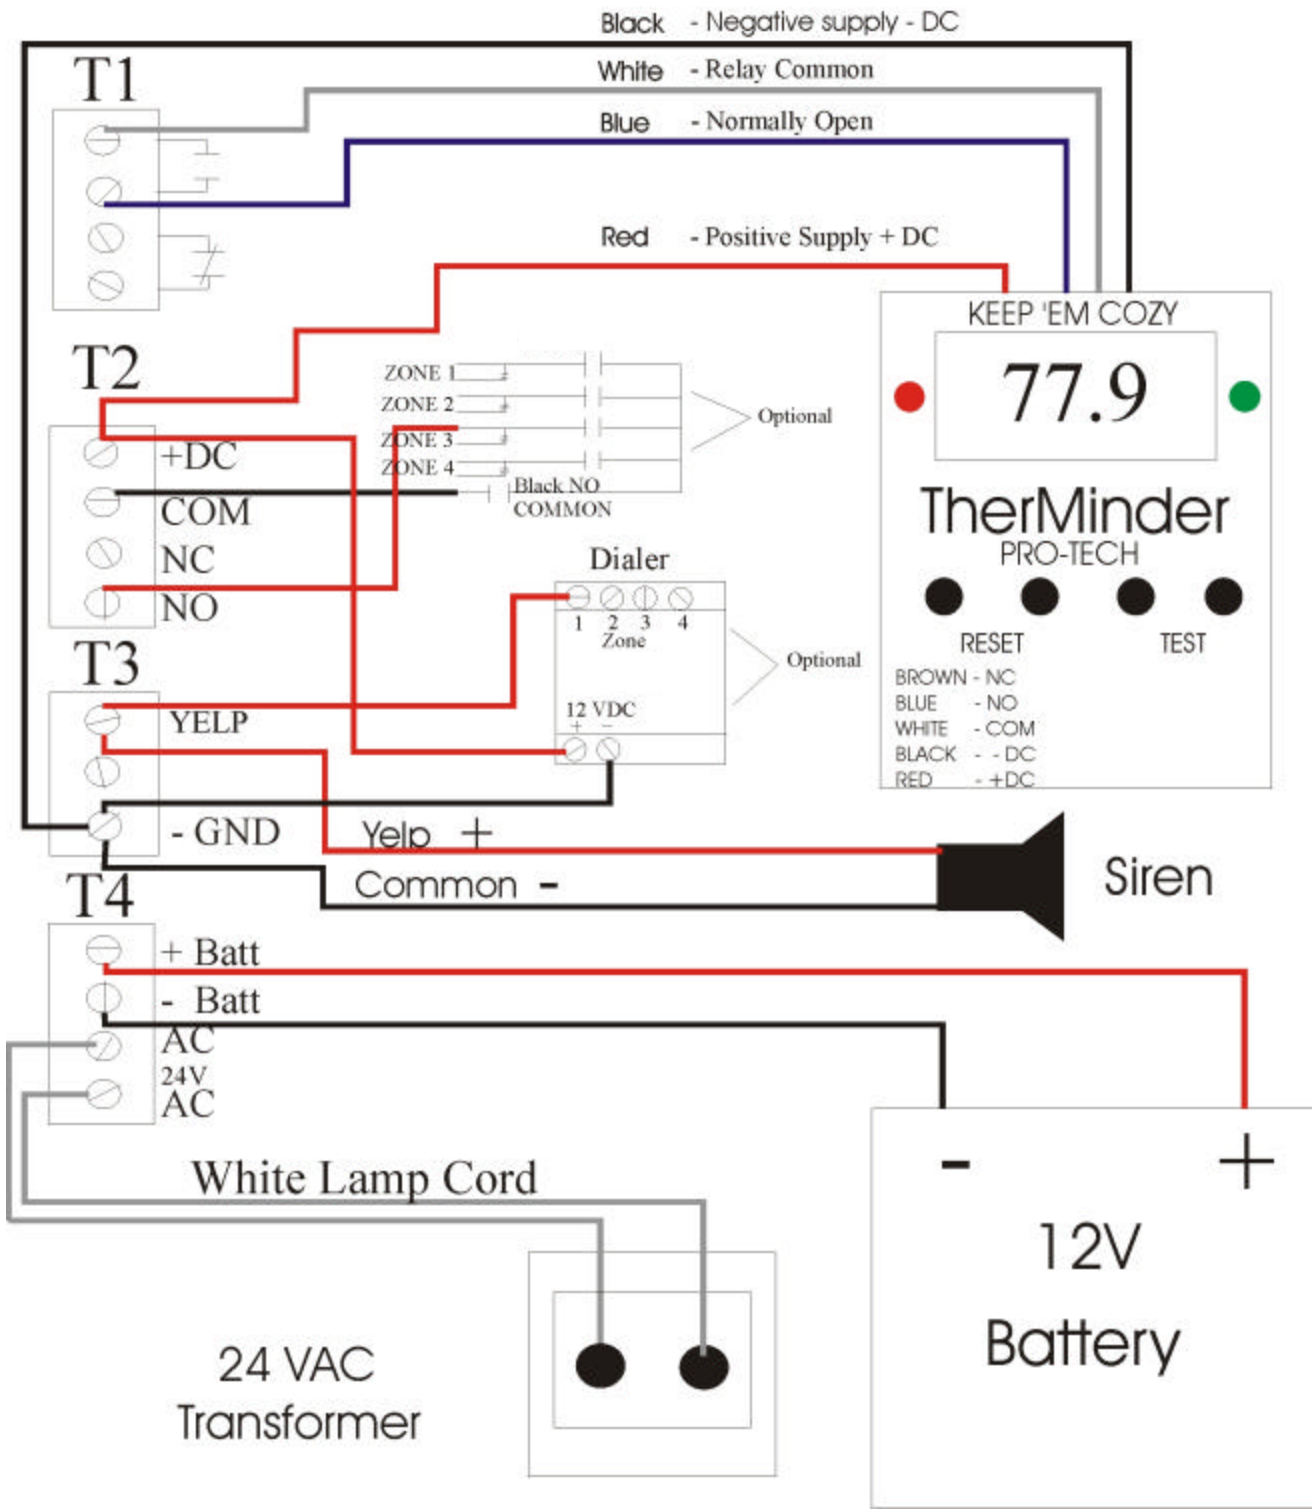 Black - Negative supply - DC
T1
White - Relay Common
Blue - Normally Open
Red - Positive Supply + DC
KEEP 'EM COZY
77.9
TherMinder
PRO-TECH
RESET TEST
BROWN - NC
BLUE - NO
WHITE - COM
BLACK - - DC
RED - +DC
T2
+DC
COM
NC
NO
ZONE 1
ZONE 2
ZONE 3
ZONE 4
Black NO
COMMON
Optional
Dialer
1 2 3 4
Zone
12 VDC
+ -
Optional
T3
YELP
- GND
Yelp +
Common -
Siren
T4
+ Batt
- Batt
AC
24V
AC
White Lamp Cord
24 VAC
Transformer
- +
12V
Battery